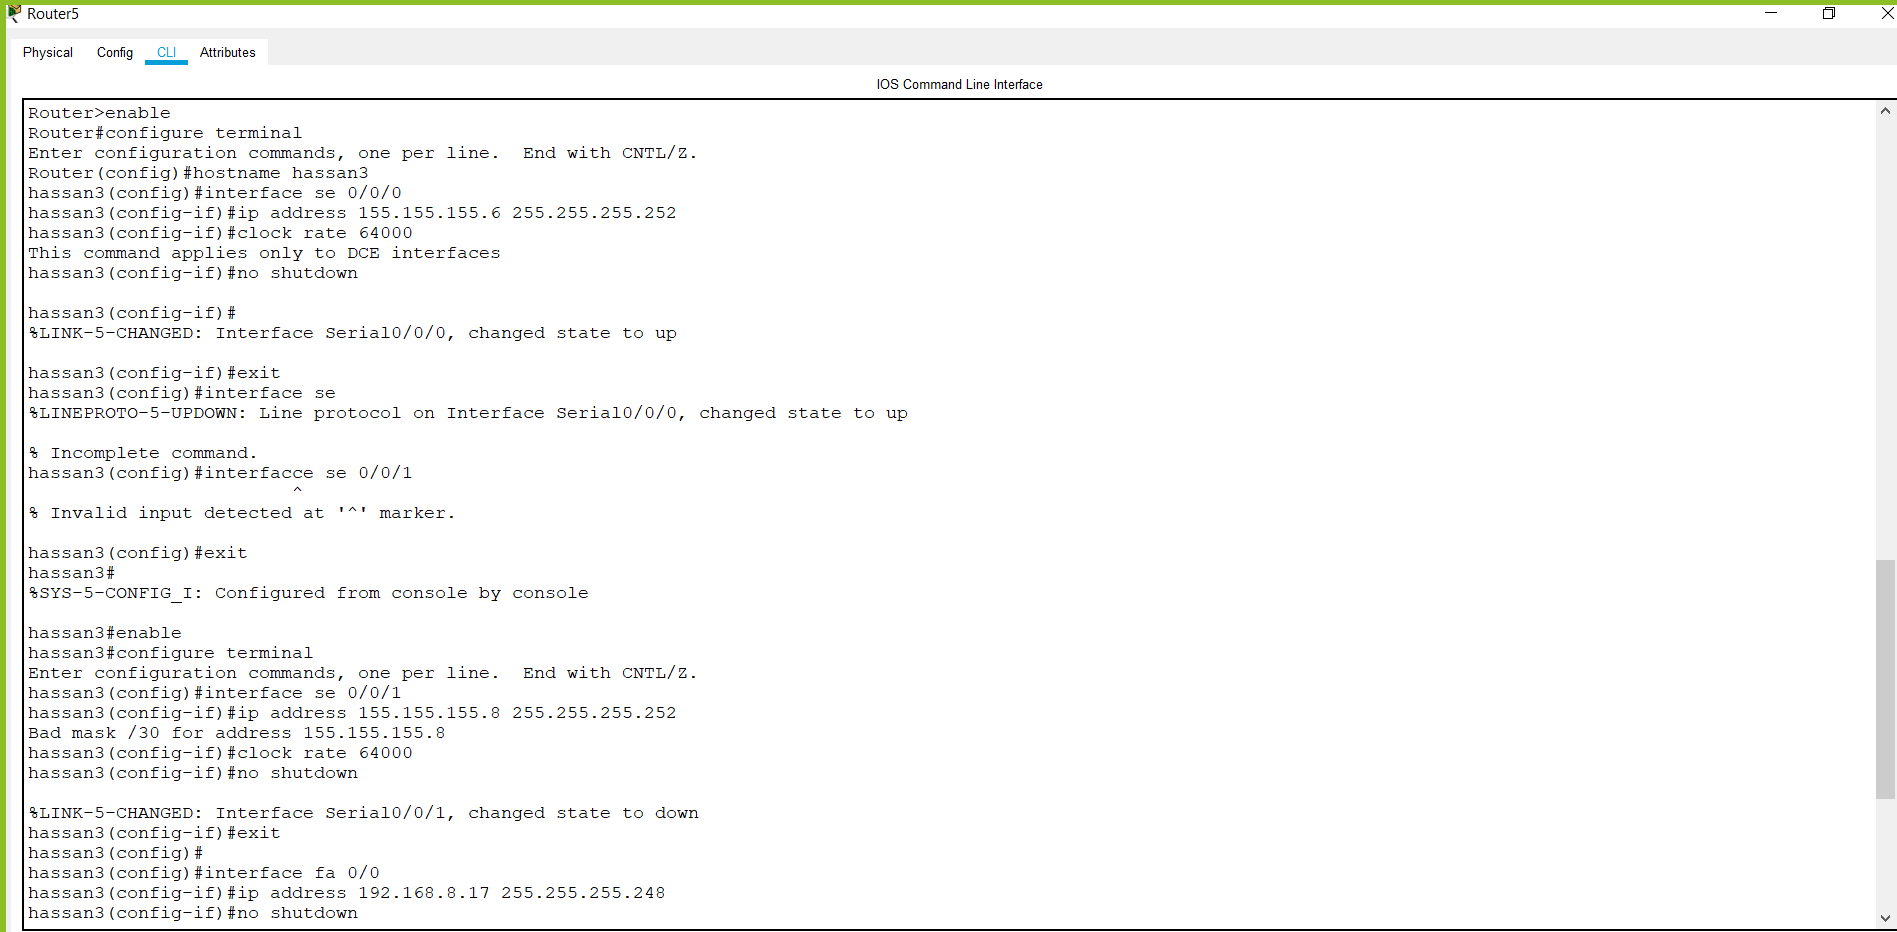 Router5
Physical Config CLI Attributes
IOS Command Line Interface
Router>enable
Router#configure terminal
Enter configuration commands, one per line.  End with CNTL/Z.
Router(config)#hostname hassan3
hassan3(config)#interface se 0/0/0
hassan3(config-if)#ip address 155.155.155.6 255.255.255.252
hassan3(config-if)#clock rate 64000
This command applies only to DCE interfaces
hassan3(config-if)#no shutdown
hassan3(config-if)#
%LINK-5-CHANGED: Interface Serial0/0/0, changed state to up
hassan3(config-if)#exit
hassan3(config)#interface se
%LINEPROTO-5-UPDOWN: Line protocol on Interface Serial0/0/0, changed state to up
% Incomplete command.
hassan3(config)#interfacce se 0/0/1
^
% Invalid input detected at '^' marker.
hassan3(config)#exit
hassan3#
%SYS-5-CONFIG_I: Configured from console by console
hassan3#enable
hassan3#configure terminal
Enter configuration commands, one per line.  End with CNTL/Z.
hassan3(config)#interface se 0/0/1
hassan3(config-if)#ip address 155.155.155.8 255.255.255.252
Bad mask /30 for address 155.155.155.8
hassan3(config-if)#clock rate 64000
hassan3(config-if)#no shutdown
%LINK-5-CHANGED: Interface Serial0/0/1, changed state to down
hassan3(config-if)#exit
hassan3(config)#
hassan3(config)#interface fa 0/0
hassan3(config-if)#ip address 192.168.8.17 255.255.255.248
hassan3(config-if)#no shutdown